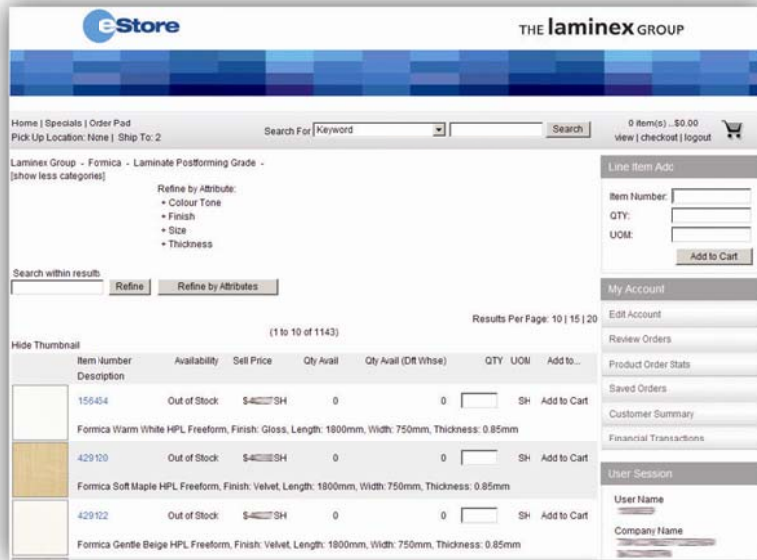 eStore
THE laminex GROUP
Home | Specials | Order Pad
Pick Up Location: None | Ship To: 2
Search For Keyword Search
0 item(s) ...$0.00
view | checkout | logout
Laminex Group - Formica - Laminate Postforming Grade -
[show less categories]
Refine by Attribute:
+ Colour Tone
+ Finish
+ Size
+ Thickness
Search within results
Refine Refine by Attributes
Results Per Page: 10 | 15 | 20
(1 to 10 of 1143)
Hide Thumbnail
Item Number Availability Sell Price Qty Avail Qty Avail (Dft Whse) QTY UOM Add to...
Description
Out of Stock SH 0 0 SH Add to Cart
Formica Warm White HPL Freeform, Finish: Gloss, Length: 1800mm, Width: 750mm, Thickness: 0.85mm
429120 Out of Stock SH 0 0 SH Add to Cart
Formica Soft Maple HPL Freeform, Finish: Velvet, Length: 1800mm, Width: 750mm, Thickness: 0.85mm
429122 Out of Stock SH 0 0 SH Add to Cart
Formica Gentle Beige HPL Freeform, Finish: Velvet, Length: 1800mm, Width: 750mm, Thickness: 0.85mm
Line Item Add
Item Number:
QTY:
UOM:
Add to Cart
My Account
Edit Account
Review Orders
Product Order Stats
Saved Orders
Customer Summary
Financial Transactions
User Session
User Name
Company Name